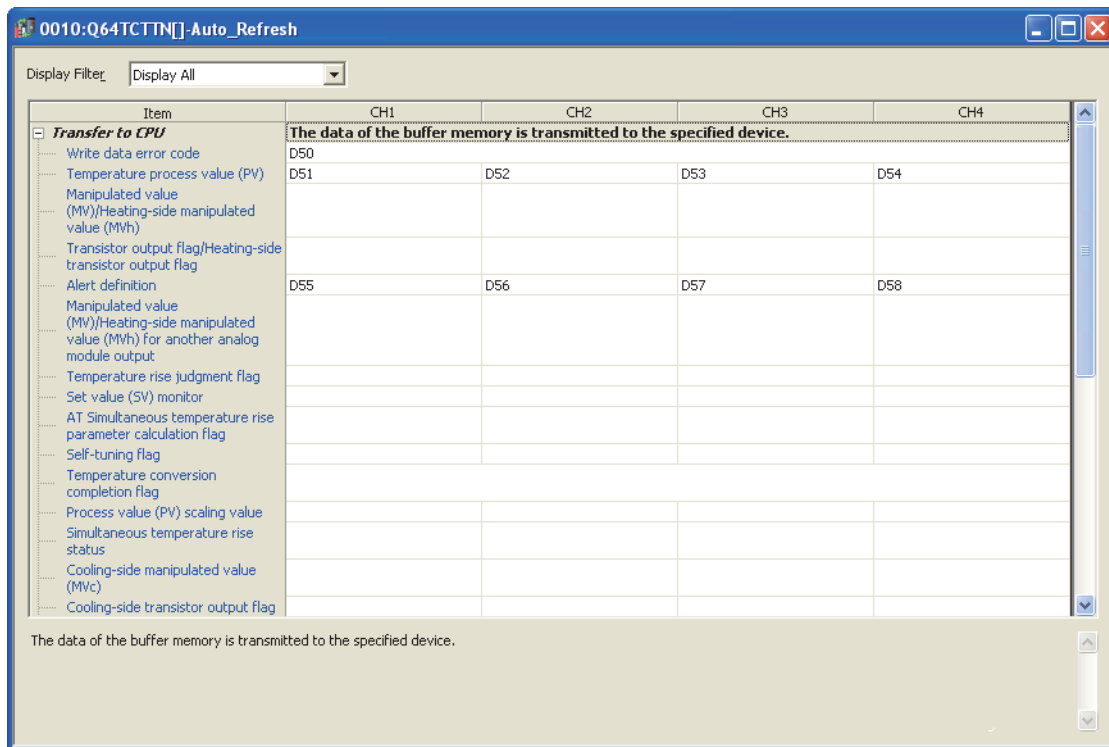 0010:Q64TCTTN[]-Auto_Refresh
Display Filter Display All
Item CH1 CH2 CH3 CH4
Transfer to CPU The data of the buffer memory is transmitted to the specified device.
Write data error code D50
Temperature process value (PV) D51 D52 D53 D54
Manipulated value
(MV)/Heating-side manipulated
value (MVh)
Transistor output flag/Heating-side
transistor output flag
Alert definition D55 D56 D57 D58
Manipulated value
(MV)/Heating-side manipulated
value (MVh) for another analog
module output
Temperature rise judgment flag
Set value (SV) monitor
AT Simultaneous temperature rise
parameter calculation flag
Self-tuning flag
Temperature conversion
completion flag
Process value (PV) scaling value
Simultaneous temperature rise
status
Cooling-side manipulated value
(MVc)
Cooling-side transistor output flag
The data of the buffer memory is transmitted to the specified device.